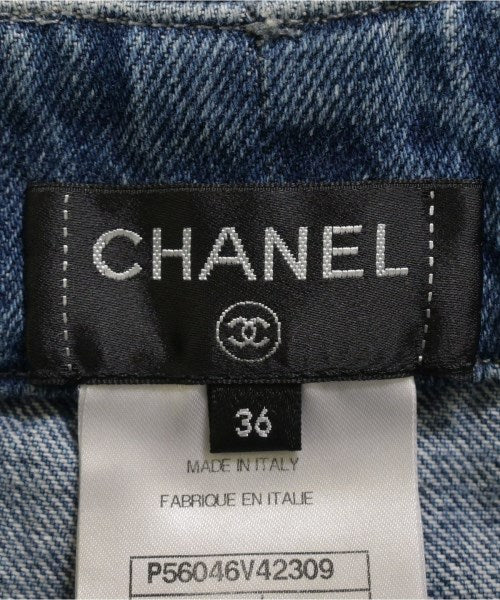 CHANEL
36
MADE IN ITALY
FABRIQUE EN ITALIE
P56046V42309